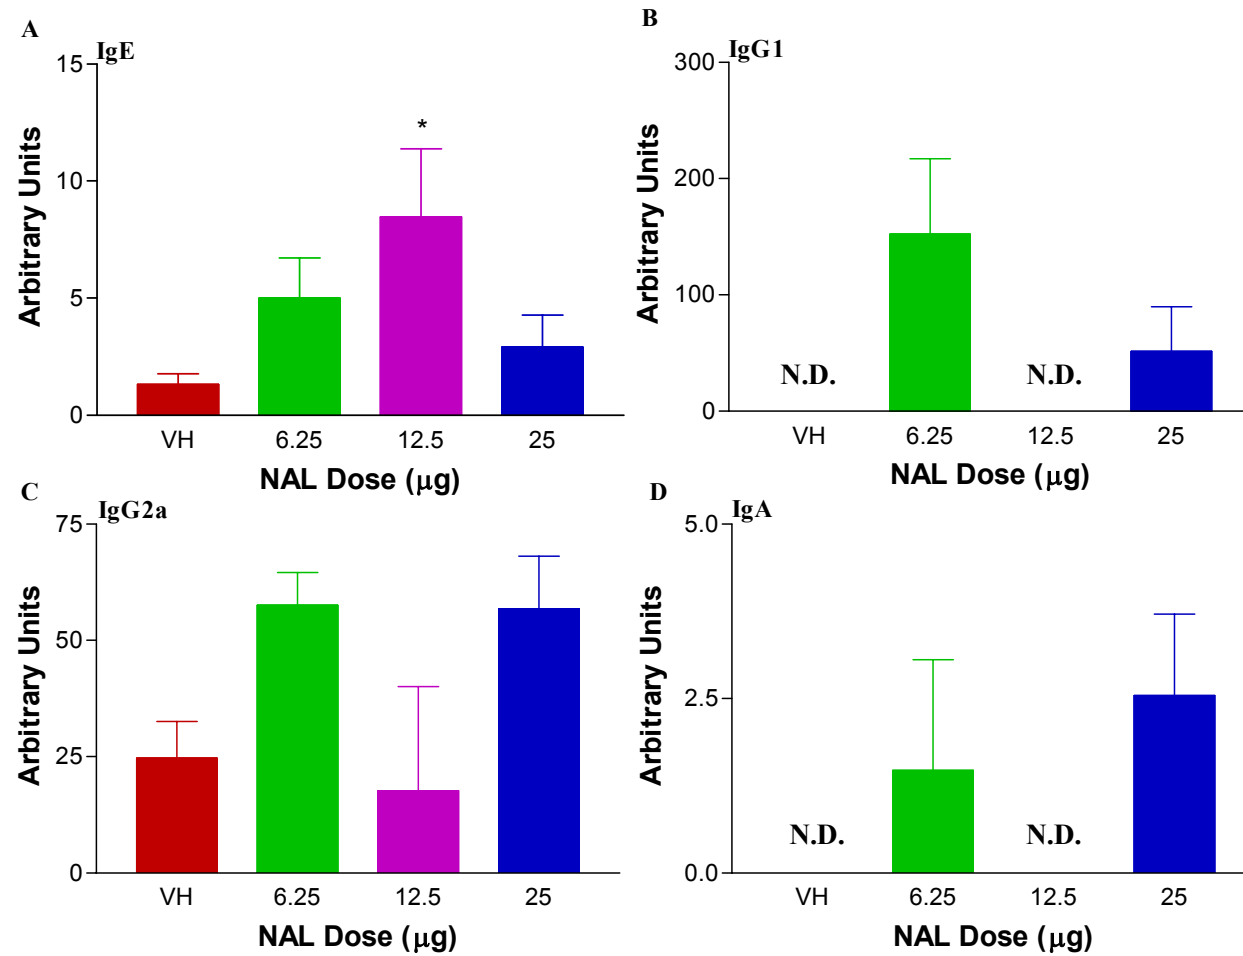 A
IgE
15
10
5
0
Arbitrary Units
*
VH 6.25 12.5 25
NAL Dose (μg)
B
IgG1
300
200
100
0
Arbitrary Units
N.D. N.D.
VH 6.25 12.5 25
NAL Dose (μg)
C
IgG2a
75
50
25
0
Arbitrary Units
VH 6.25 12.5 25
NAL Dose (μg)
D
IgA
5.0
2.5
0.0
Arbitrary Units
N.D. N.D.
VH 6.25 12.5 25
NAL Dose (μg)